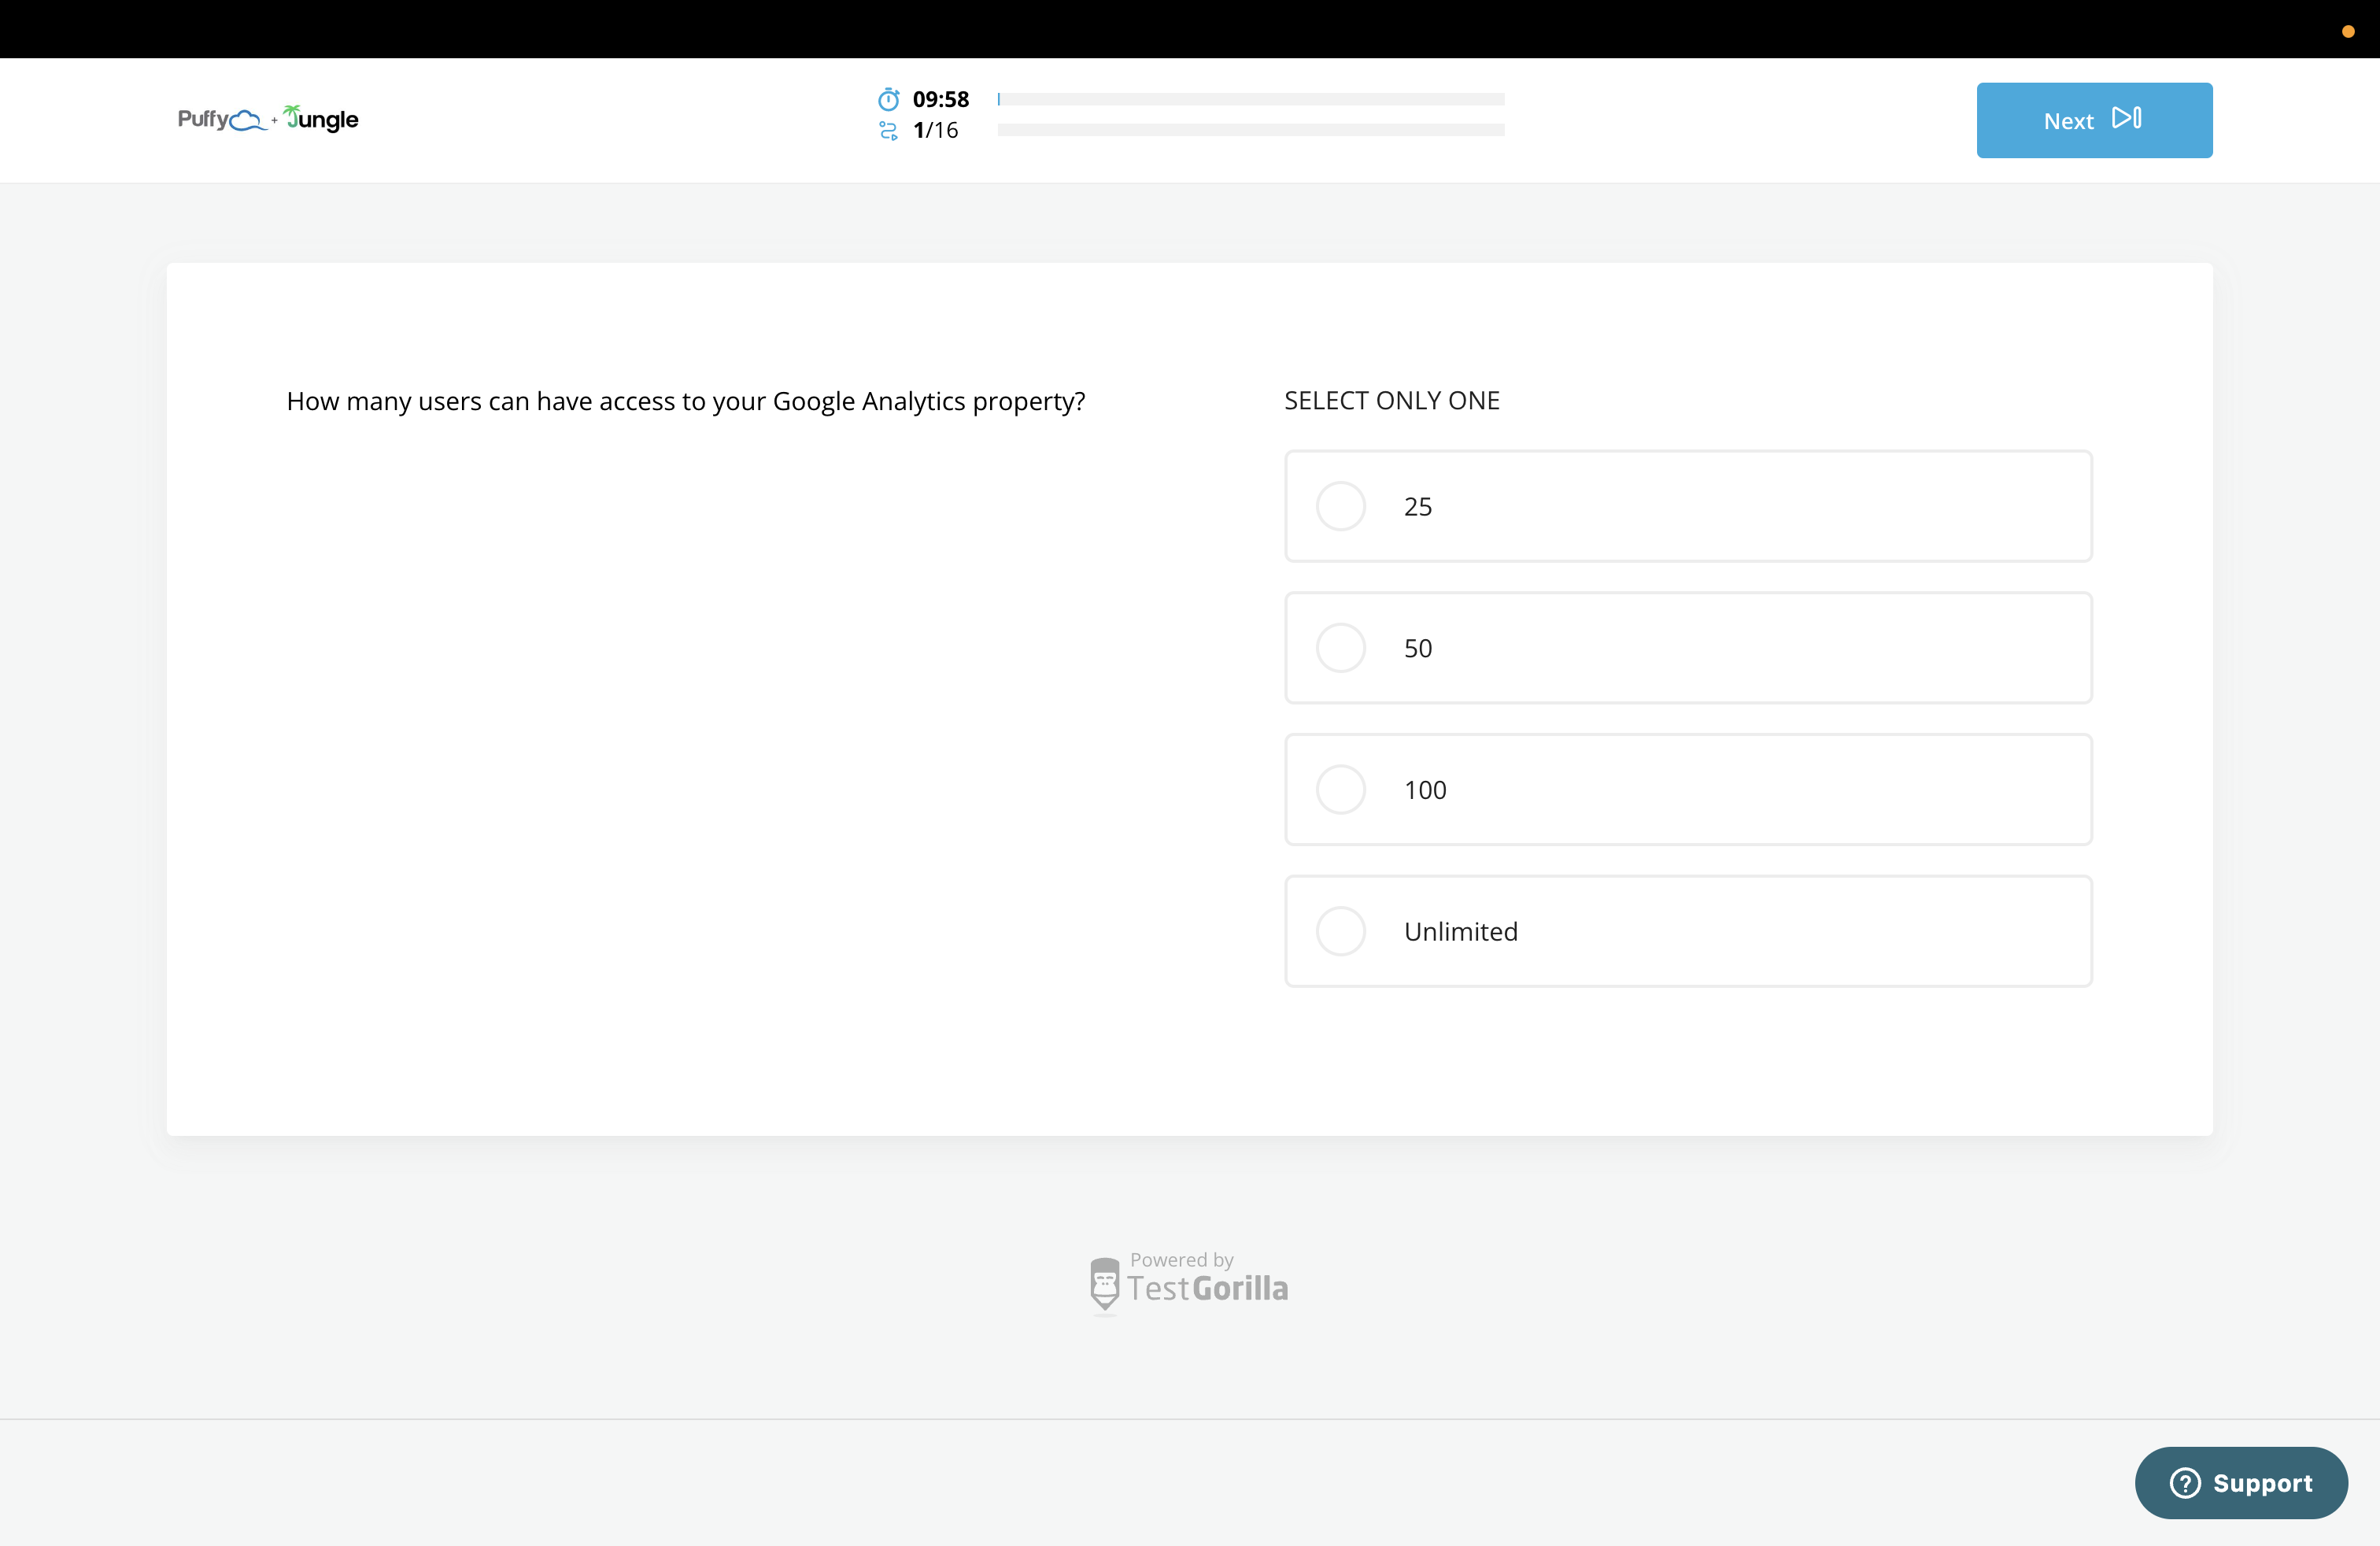 Puffy + Jungle
09:58
1/16
Next
How many users can have access to your Google Analytics property?
SELECT ONLY ONE
25
50
100
Unlimited
Powered by
TestGorilla
Support